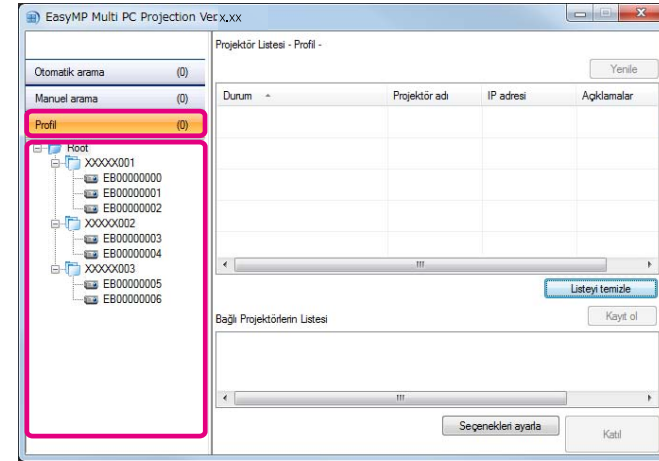 EasyMP Multi PC Projection Ver.x.xx
Projektör Listesi - Profil -
Yenile
Otomatik arama (0)
Manuel arama (0)
Profil (0)
Durum Projektör adı IP adresi Açıklamalar
Root
XXXXX001
EB00000000
EB00000001
EB00000002
XXXXX002
EB00000003
EB00000004
XXXXX003
EB00000005
EB00000006
Listeyi temizle
Bağlı Projektörlerin Listesi
Kayıt ol
Seçenekleri ayarla
Katıl